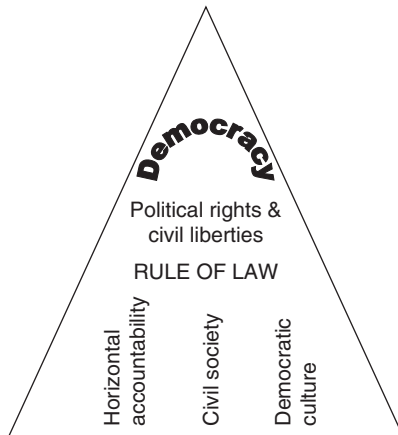 Democracy
Political rights &
civil liberties
RULE OF LAW
Horizontal
accountability
Civil society
Democratic
culture